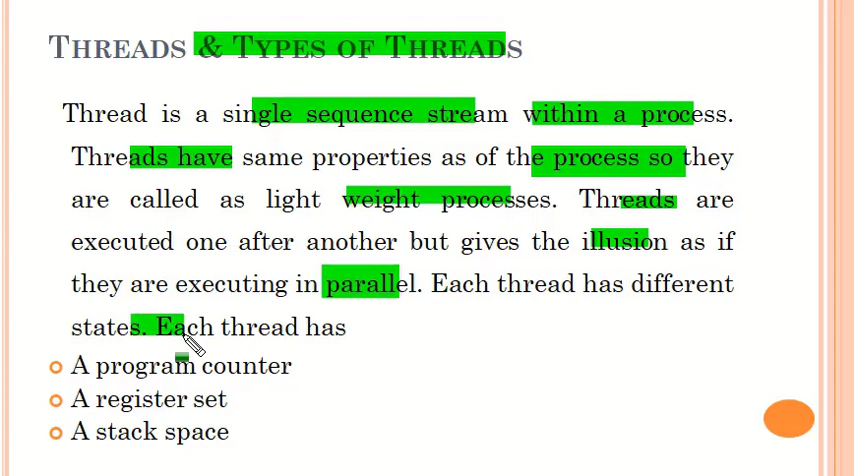 THREADS & TYPES OF THREADS
Thread is a single sequence stream within a process.
Threads have same properties as of the process so they
are called as light weight processes. Threads are
executed one after another but gives the illusion as if
they are executing in parallel. Each thread has different
states. Each thread has
A program counter
A register set
A stack space